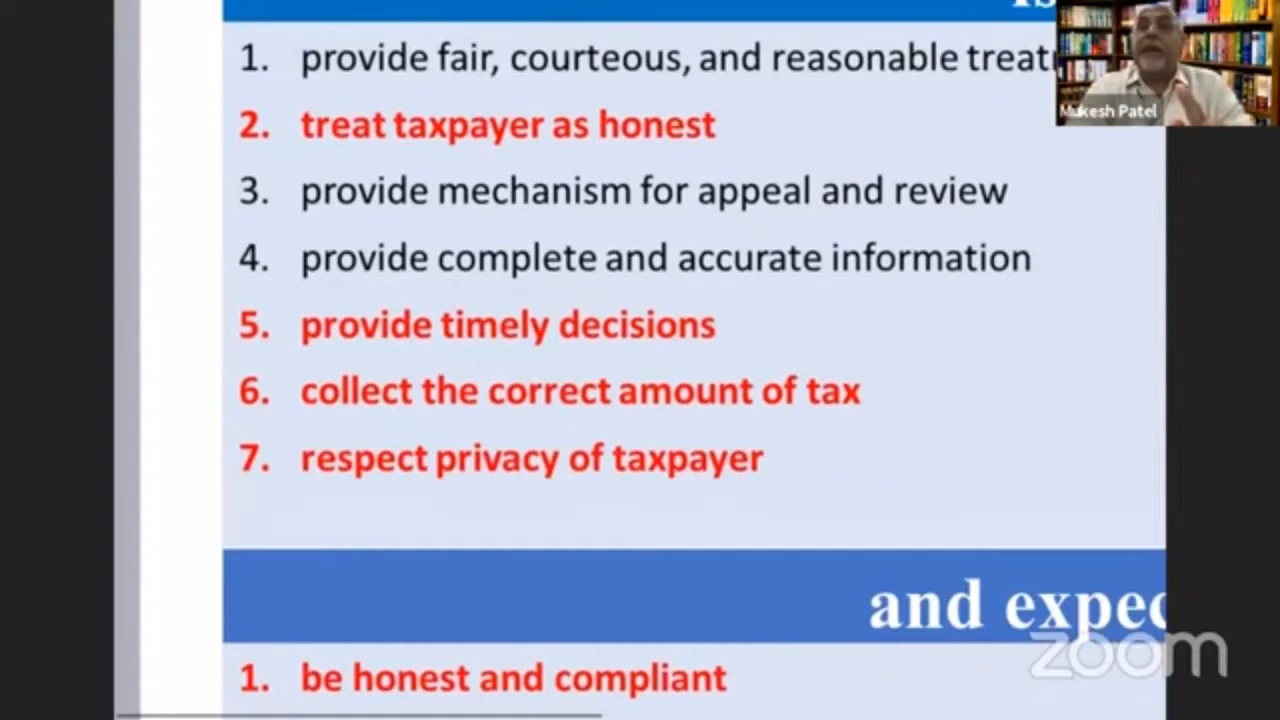 1. provide fair, courteous, and reasonable
Mukesh Patel
2. treat taxpayer as honest
3. provide mechanism for appeal and review
4. provide complete and accurate information
5. provide timely decisions
6. collect the correct amount of tax
7. respect privacy of taxpayer
and
zoom
1. be honest and compliant